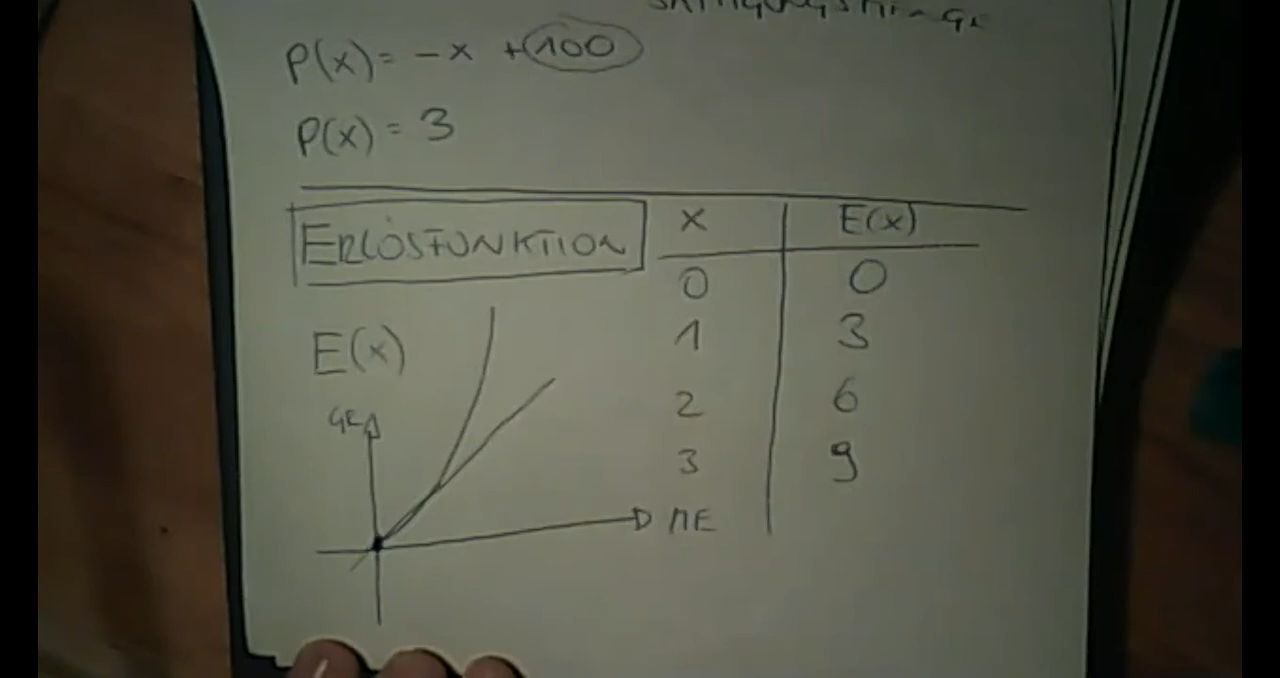 p(x) = -x + 100
p(x) = 3
ERLÖSFUNKTION
x E(x)
0 0
1 3
2 6
3 9
E(x)
GE
ME